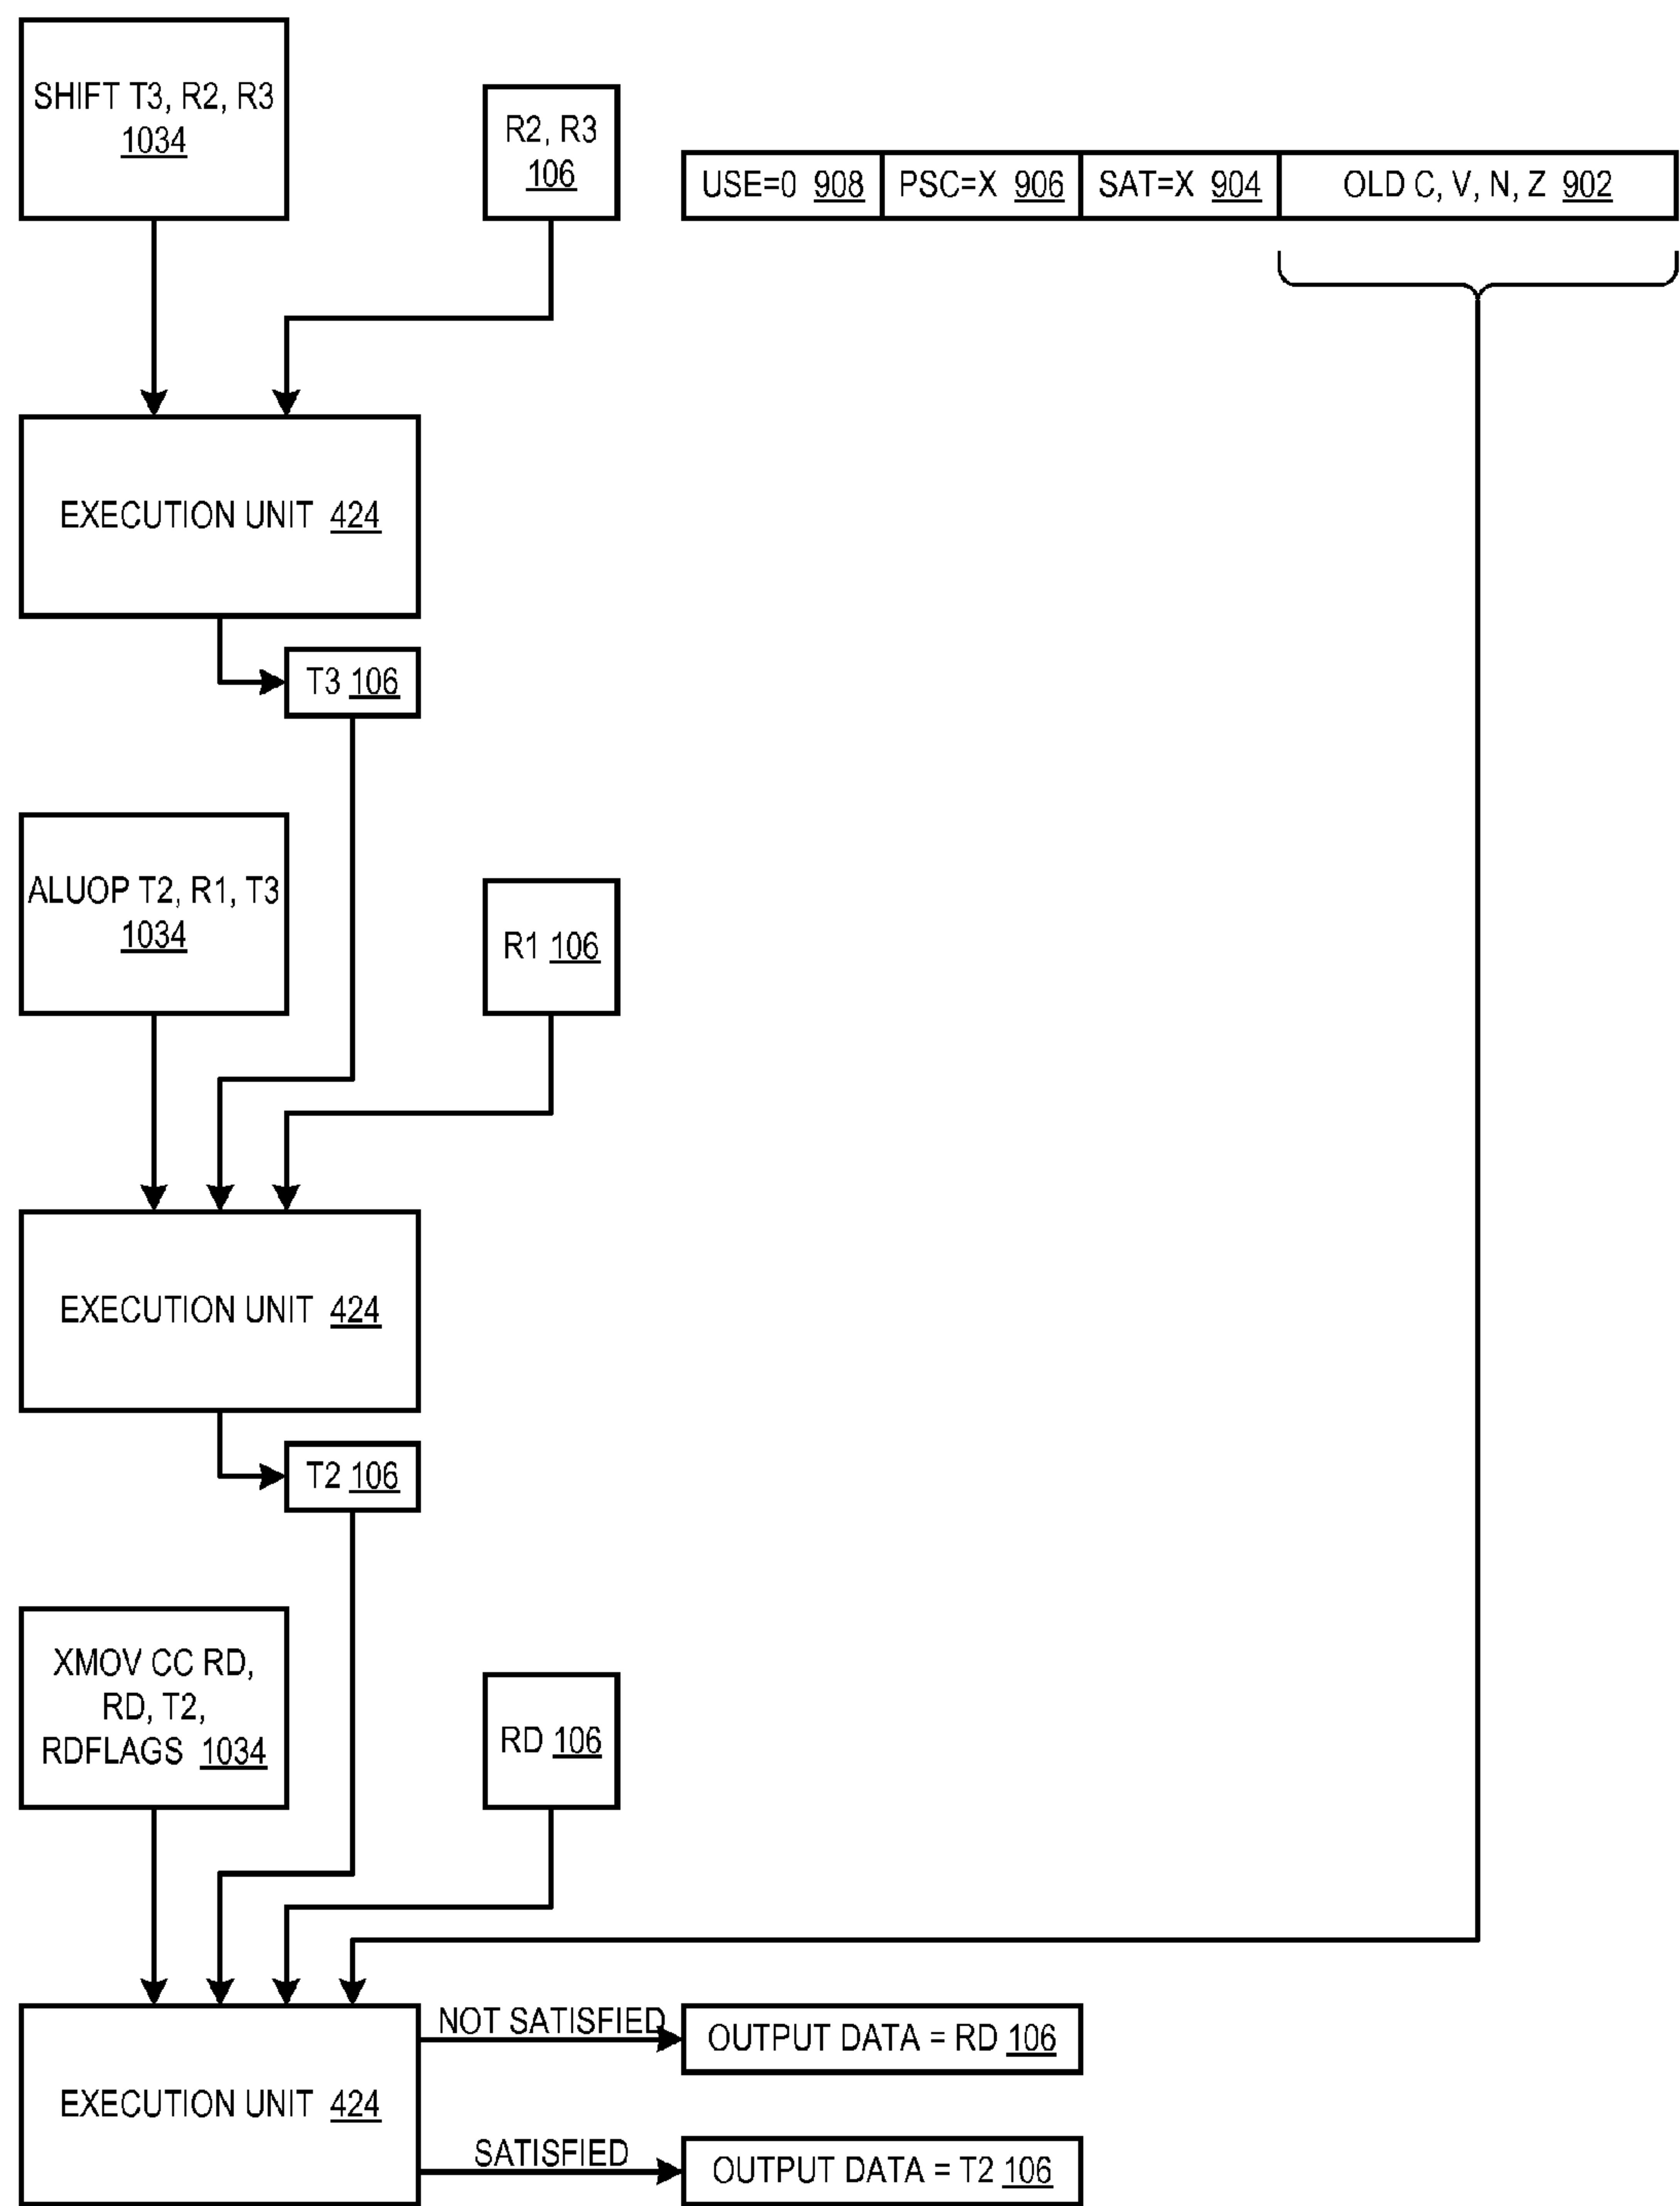 SHIFT T3, R2, R3
1034
R2, R3
106
USE=0 908
PSC=X 906
SAT=X 904
OLD C, V, N, Z 902
EXECUTION UNIT 424
T3 106
ALUOP T2, R1, T3
1034
R1 106
EXECUTION UNIT 424
T2 106
XMOV CC RD,
RD, T2,
RDFLAGS 1034
RD 106
EXECUTION UNIT 424
NOT SATISFIED
OUTPUT DATA = RD 106
SATISFIED
OUTPUT DATA = T2 106